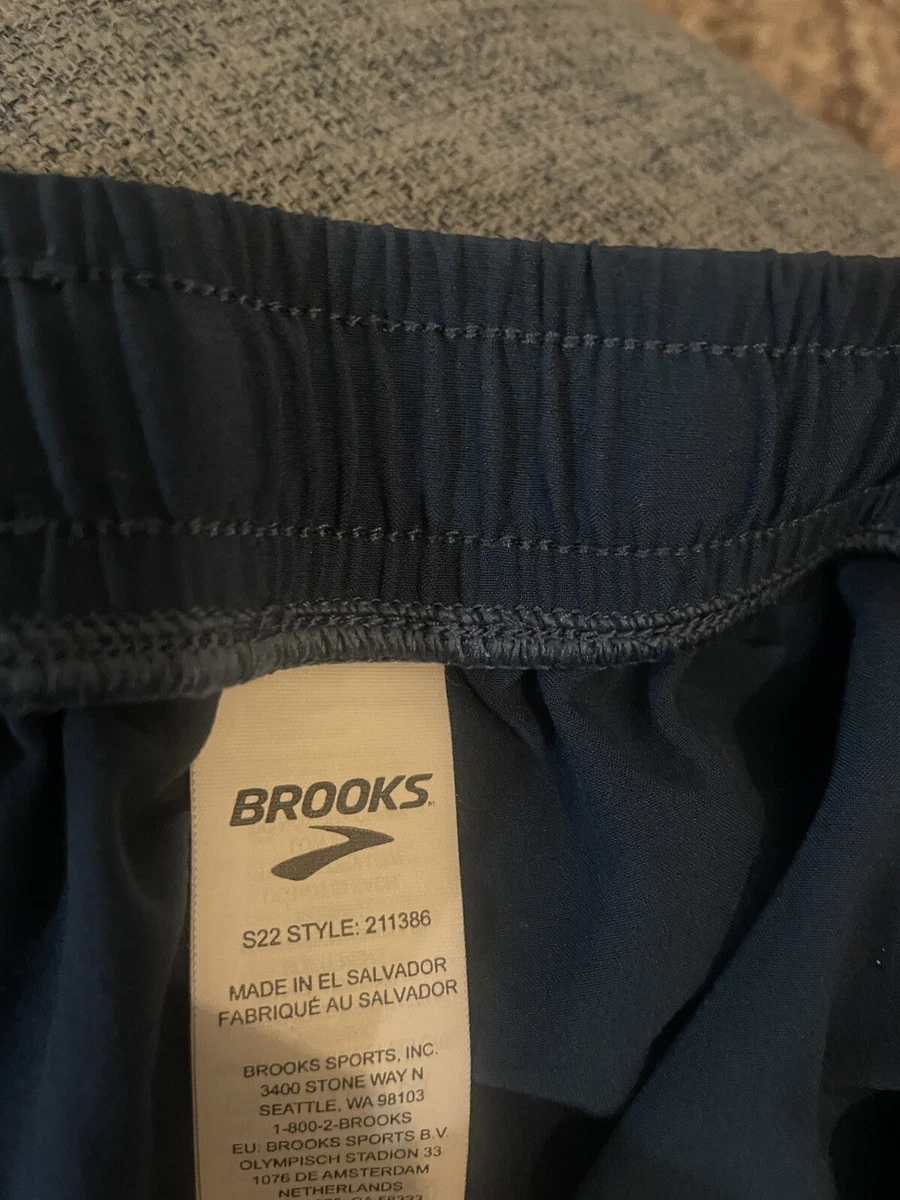 BROOKS
S22 STYLE: 211386
MADE IN EL SALVADOR
FABRIQUÉ AU SALVADOR
BROOKS SPORTS, INC.
3400 STONE WAY N
SEATTLE, WA 98103
1-800-2-BROOKS
EU: BROOKS SPORTS B.V.
OLYMPISCH STADION 33
1076 DE AMSTERDAM
NETHERLANDS